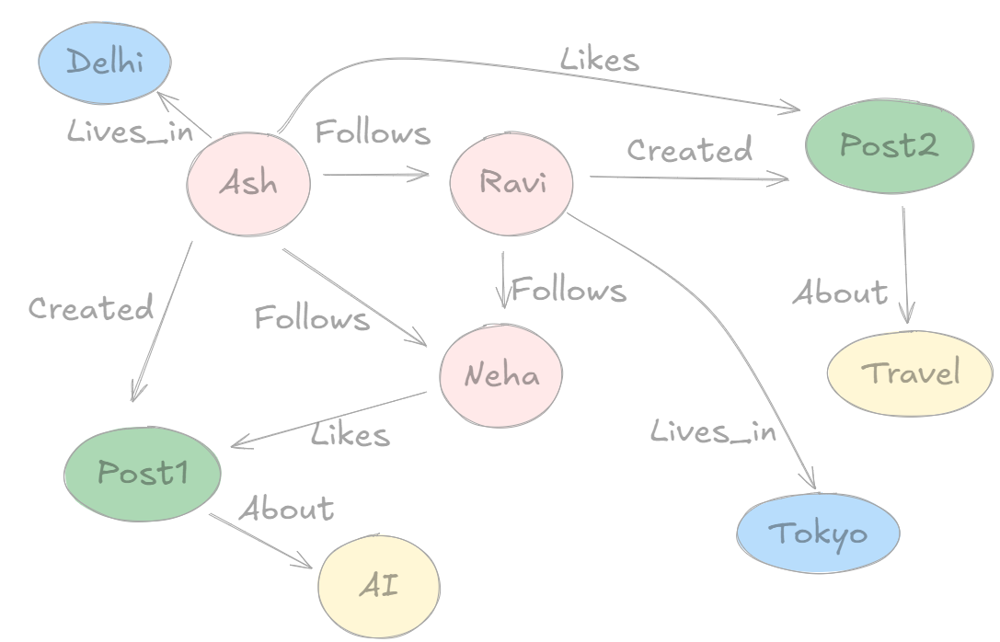 Delhi
Likes
Lives_in
Follows
Created
Post2
Ash
Ravi
Created
Follows
Follows
About
Neha
Travel
Likes
Lives_in
Post1
About
Tokyo
AI